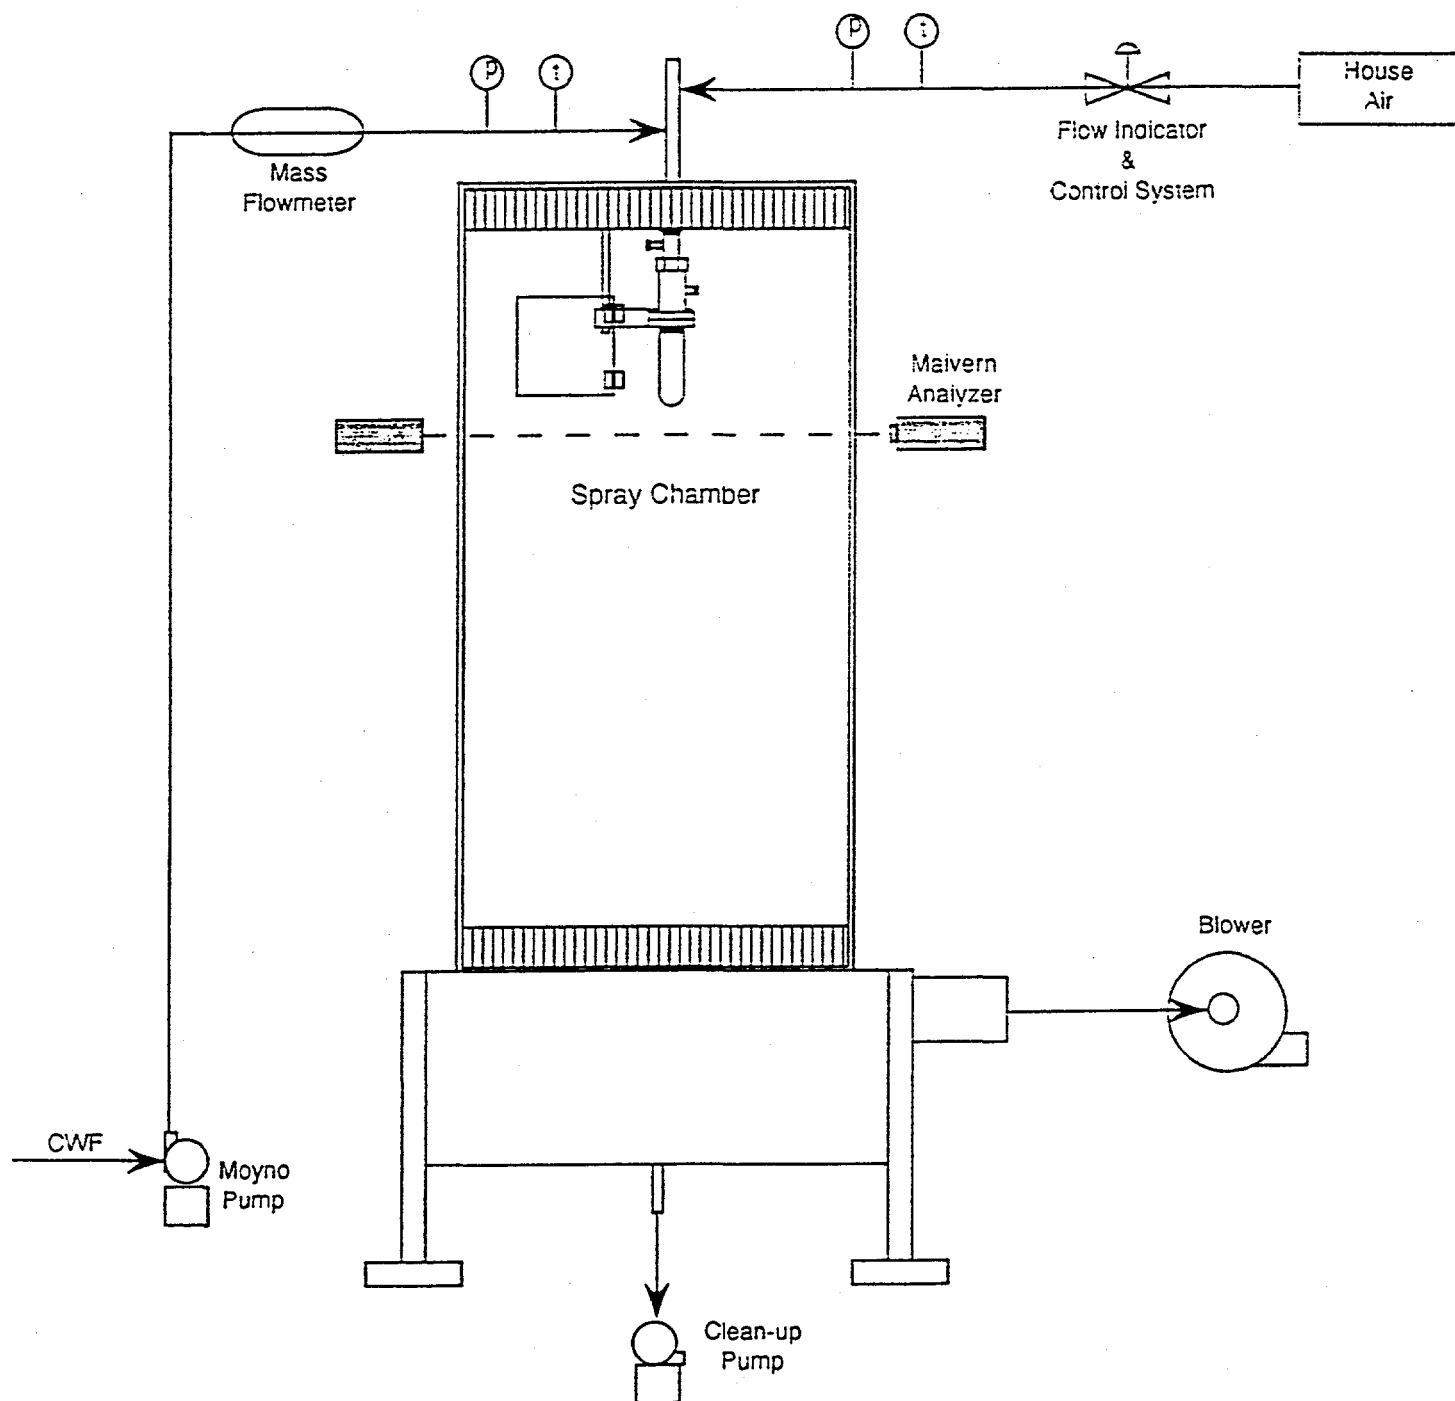 P
t
P
t
House
Air
Mass
Flowmeter
Flow Indicator
&
Control System
Malvern
Analyzer
Spray Chamber
Blower
CWF
Moyno
Pump
Clean-up
Pump